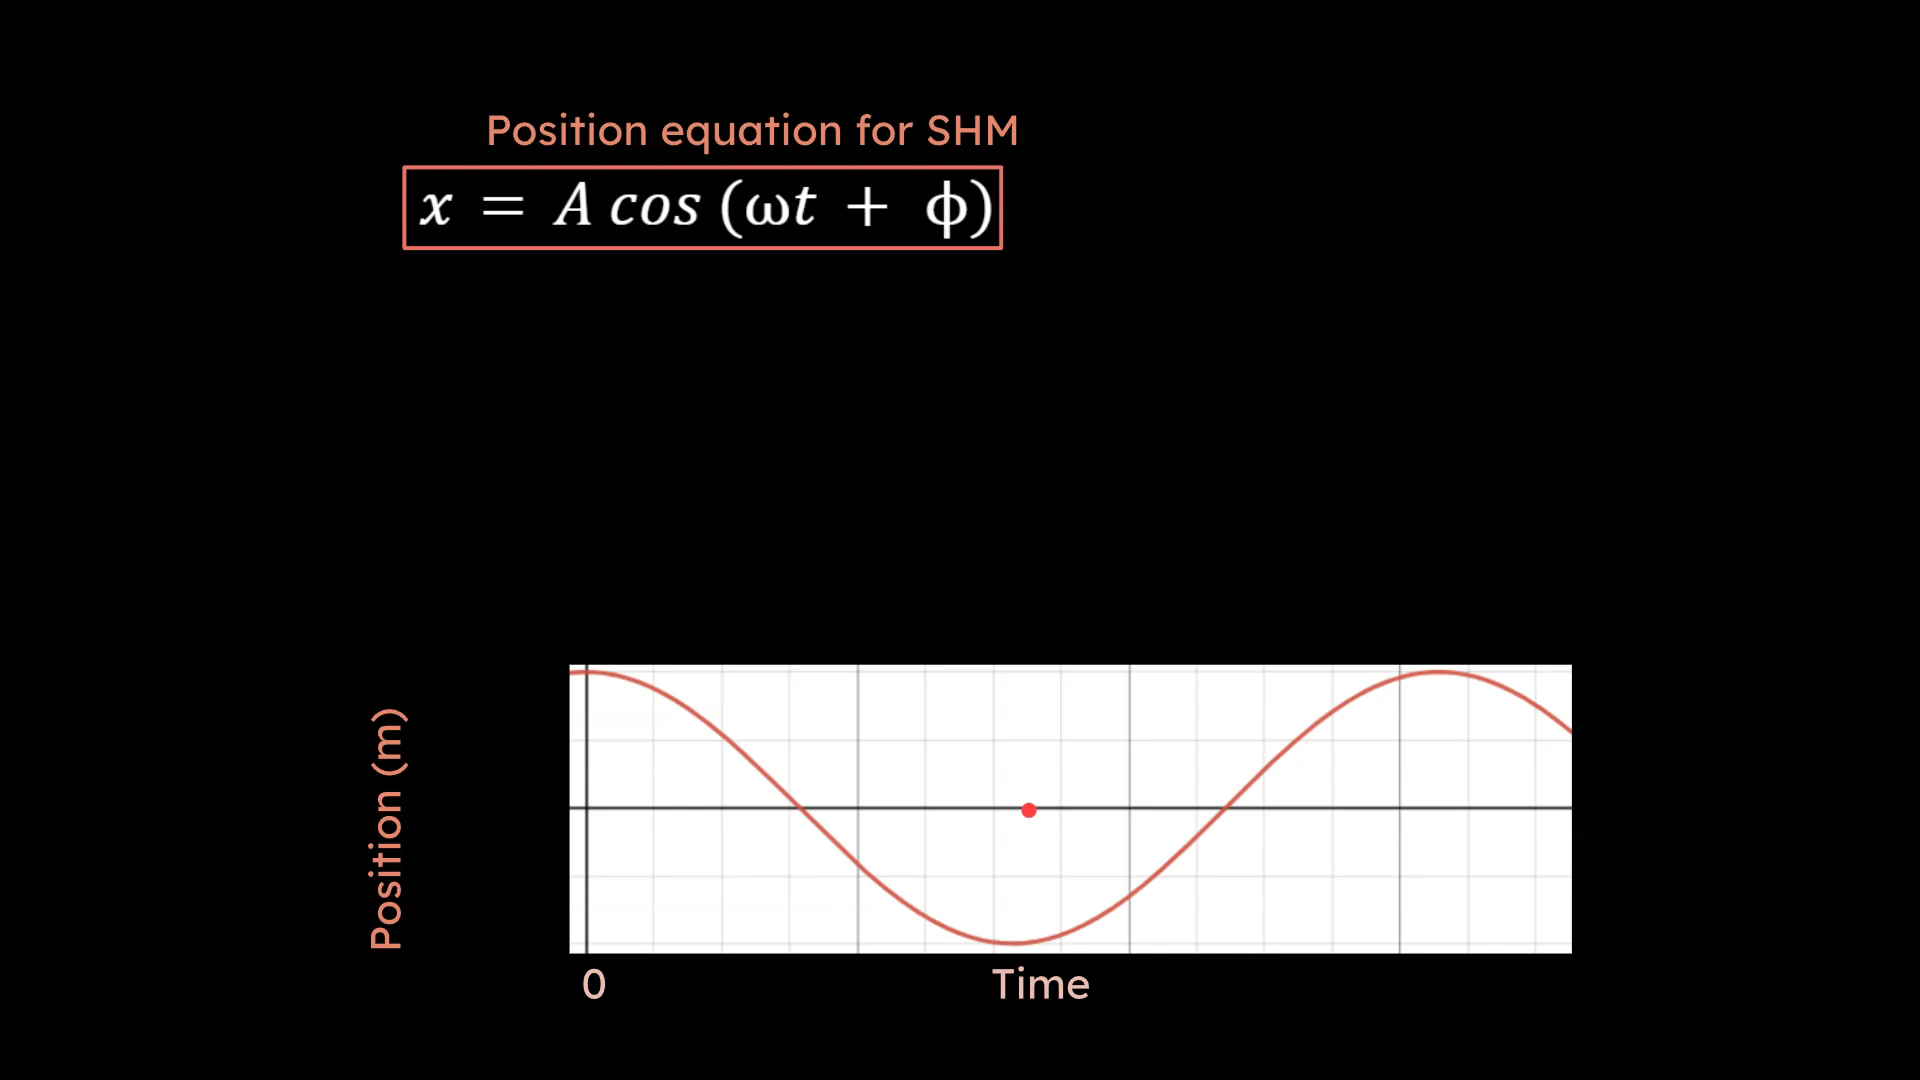 Position equation for SHM
x = A cos (ωt + ϕ)
Position (m)
0
Time